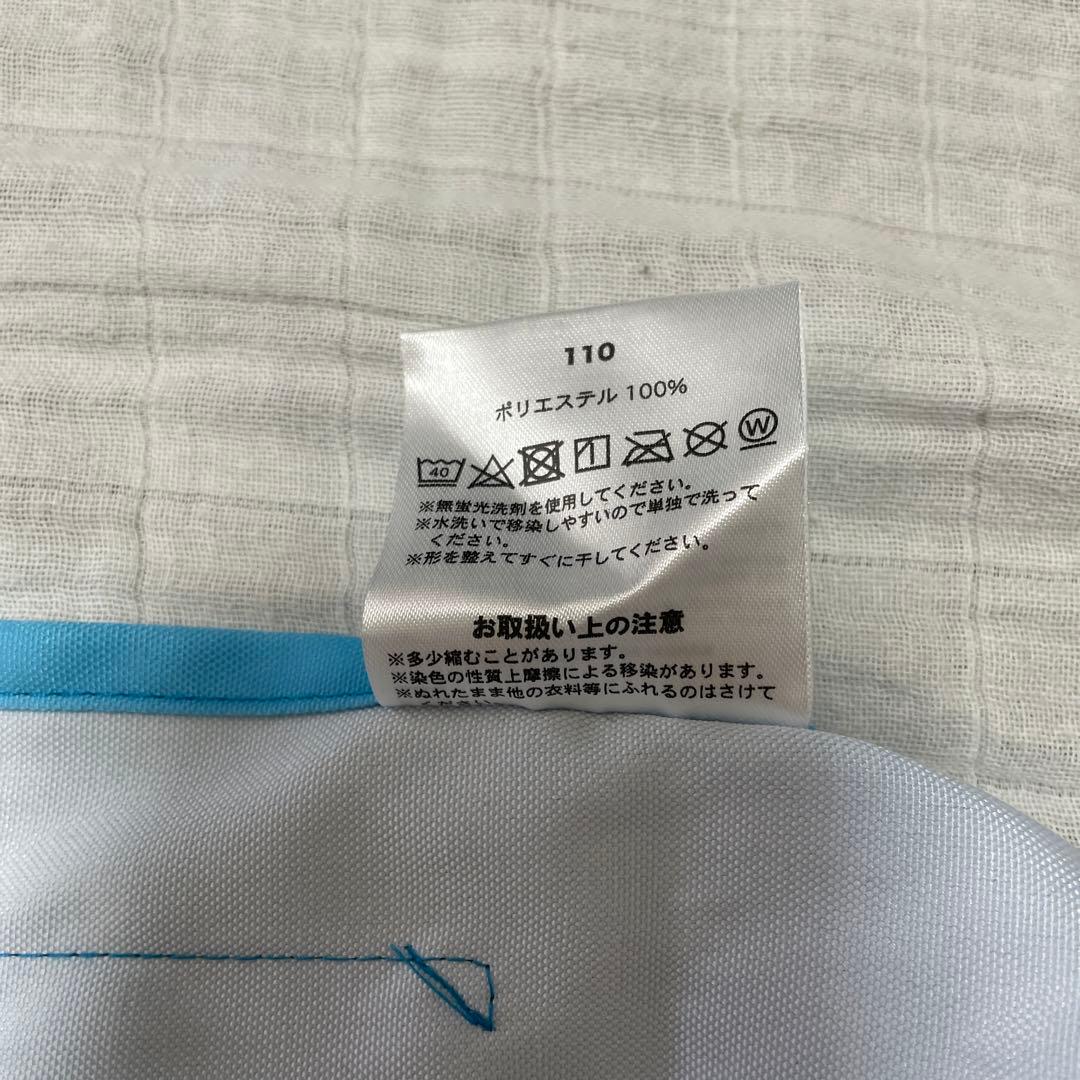 110
ポリエステル 100%
40 W
※無蛍光洗剤を使用してください。
※水洗いで移染しやすいので単独で洗って
ください。
※形を整えてすぐに干してください。
お取扱い上の注意
※多少縮むことがあります。
※染色の性質上摩擦による移染があります。
※ぬれたまま他の衣料等にふれるのはさけて
ください。